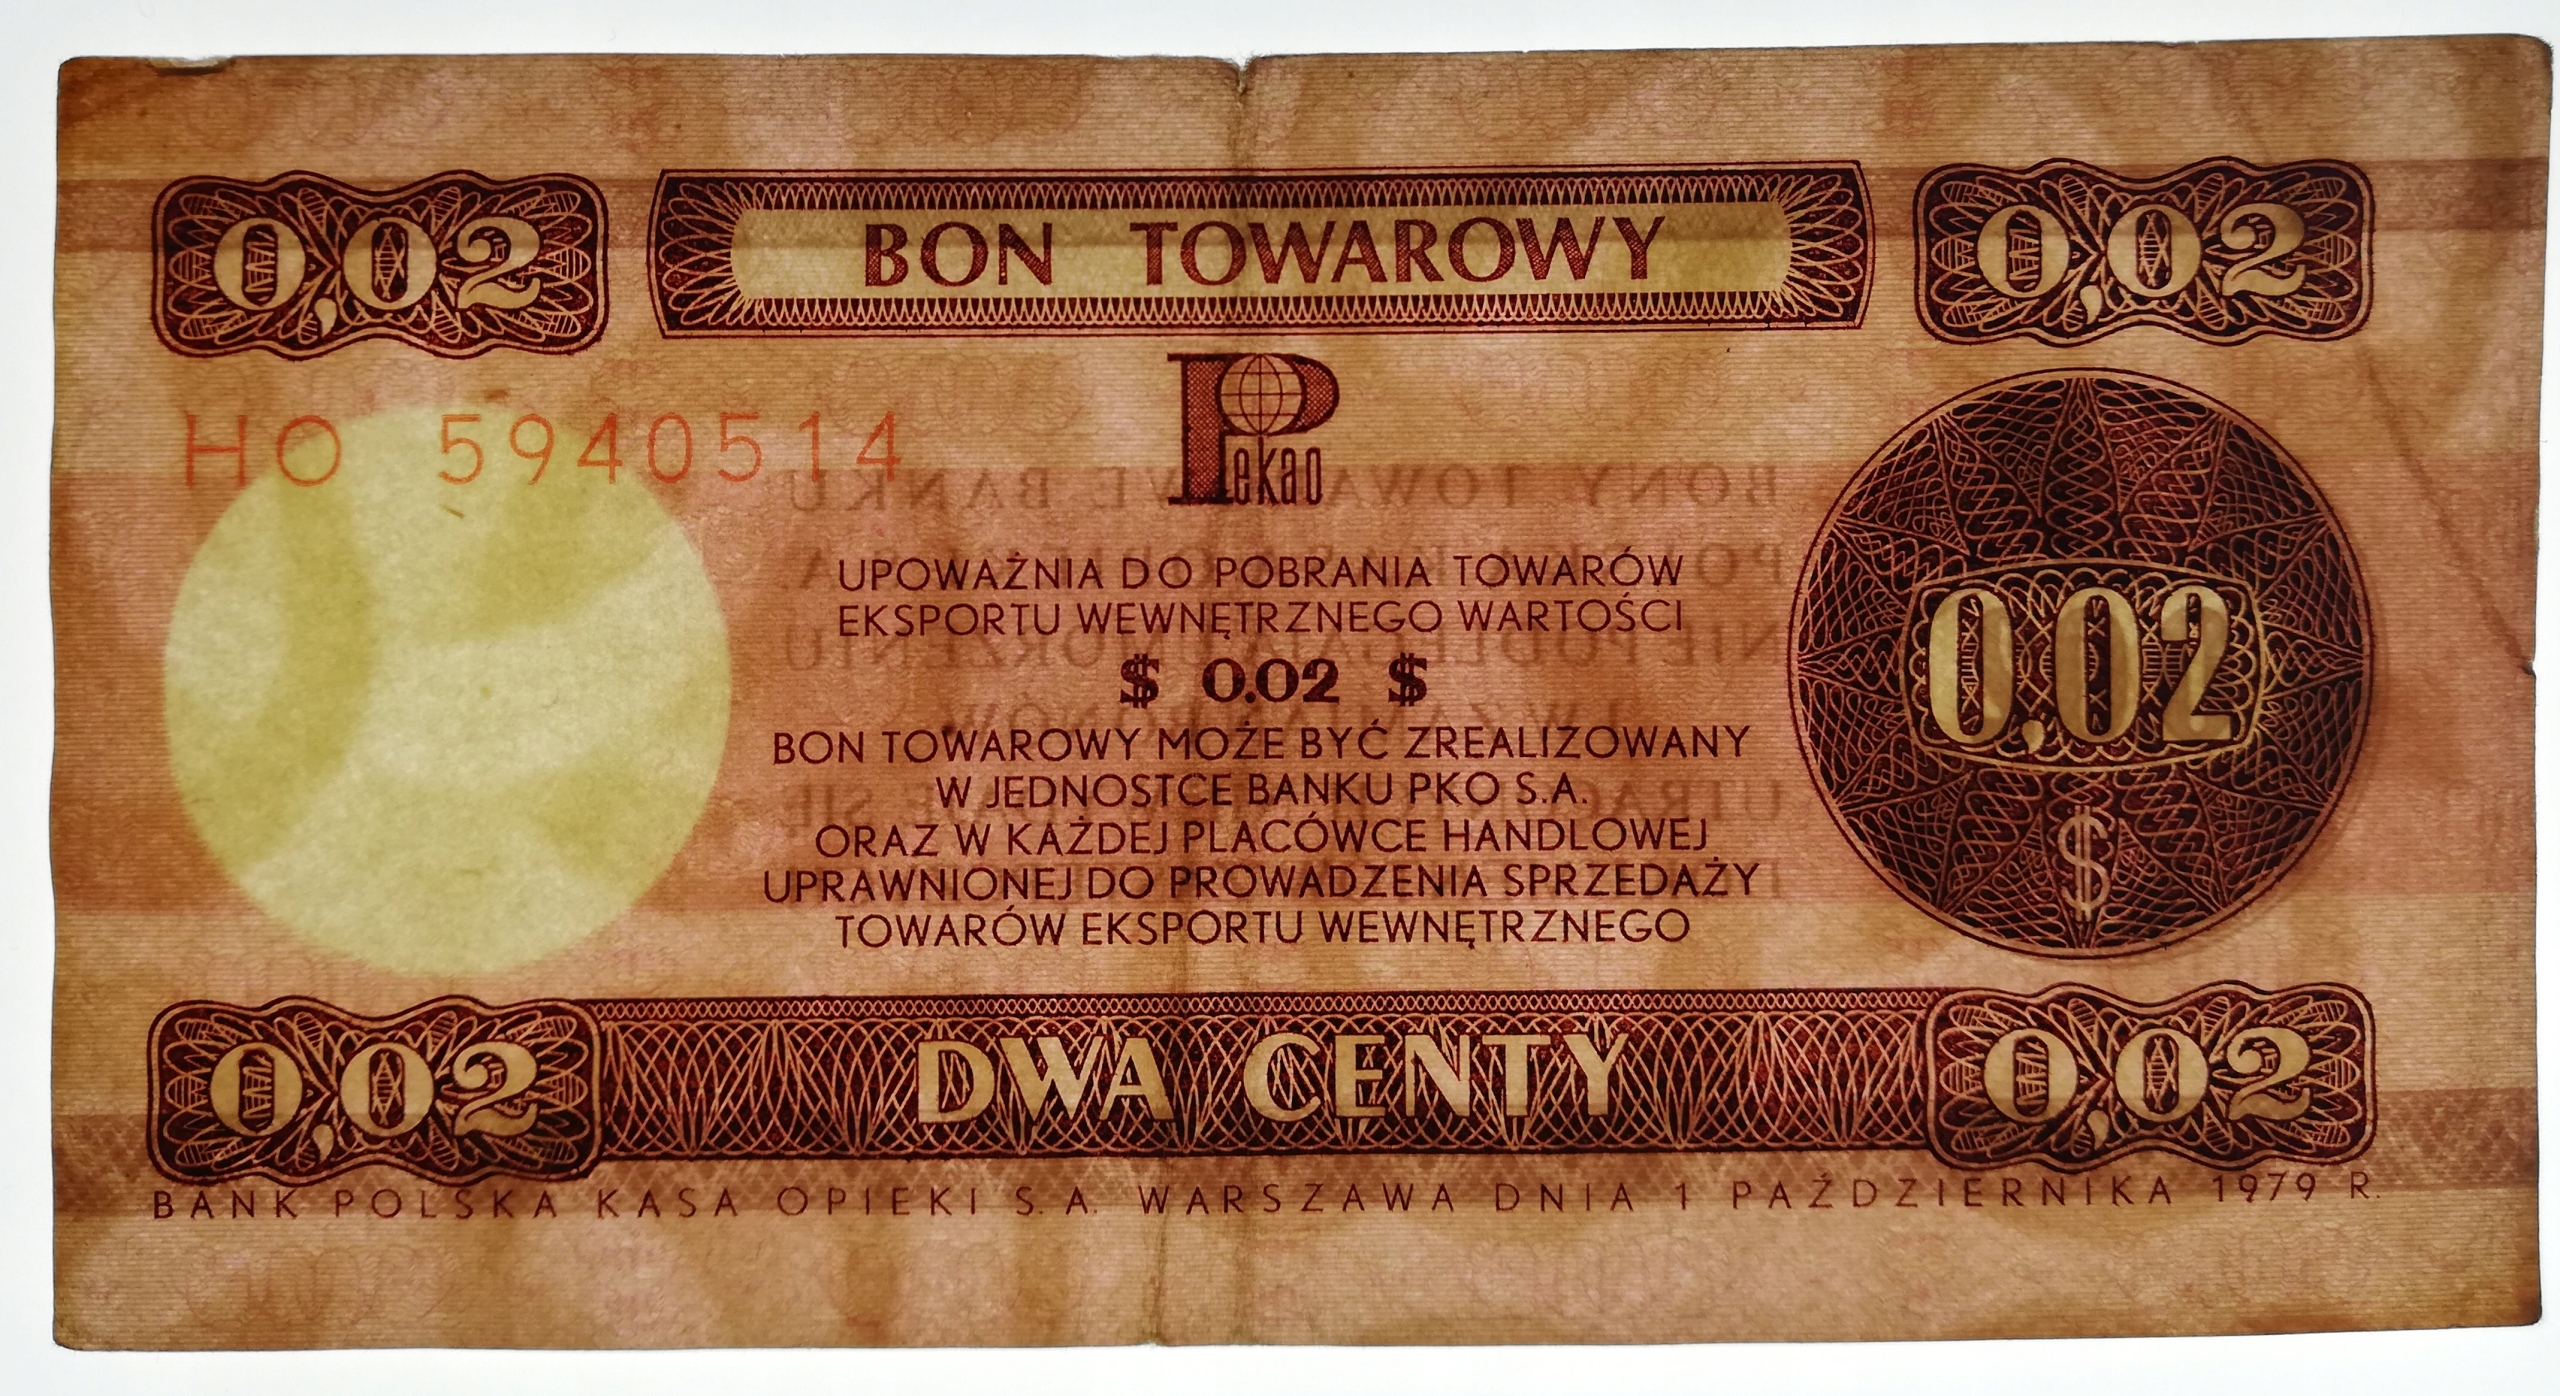 0,02 BON TOWAROWY 0,02
HO 5940514
Pekao
UPOWAŻNIA DO POBRANIA TOWARÓW
EKSPORTU WEWNĘTRZNEGO WARTOŚCI
$ 0.02 $
BON TOWAROWY MOŻE BYĆ ZREALIZOWANY
W JEDNOSTCE BANKU PKO S.A.
ORAZ W KAŻDEJ PLACÓWCE HANDLOWEJ
UPRAWNIONEJ DO PROWADZENIA SPRZEDAŻY
TOWARÓW EKSPORTU WEWNĘTRZNEGO
0,02
$
0,02 DWA CENTY 0,02
BANK POLSKA KASA OPIEKI S.A. WARSZAWA DNIA 1 PAŹDZIERNIKA 1979 R.